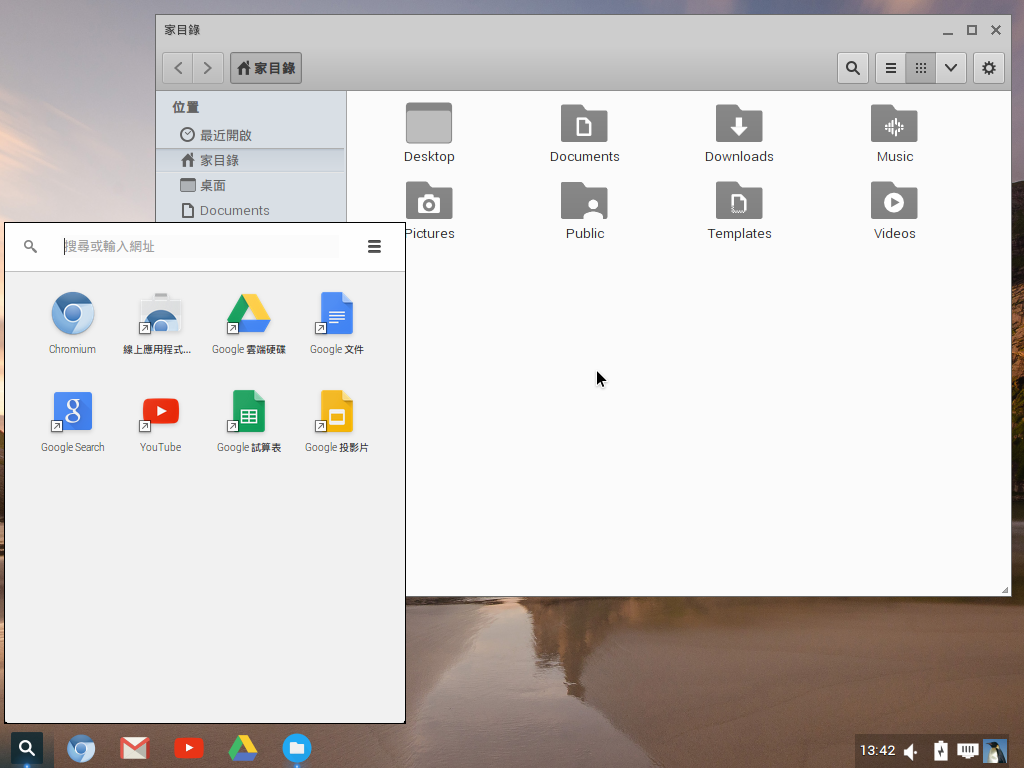 家目錄
家目錄
位置
最近開啟
家目錄
桌面
Documents
Desktop
Documents
Downloads
Music
Pictures
Public
Templates
Videos
搜尋或輸入網址
Chromium
線上應用程式...
Google 雲端硬碟
Google 文件
Google Search
YouTube
Google 試算表
Google 投影片
13:42